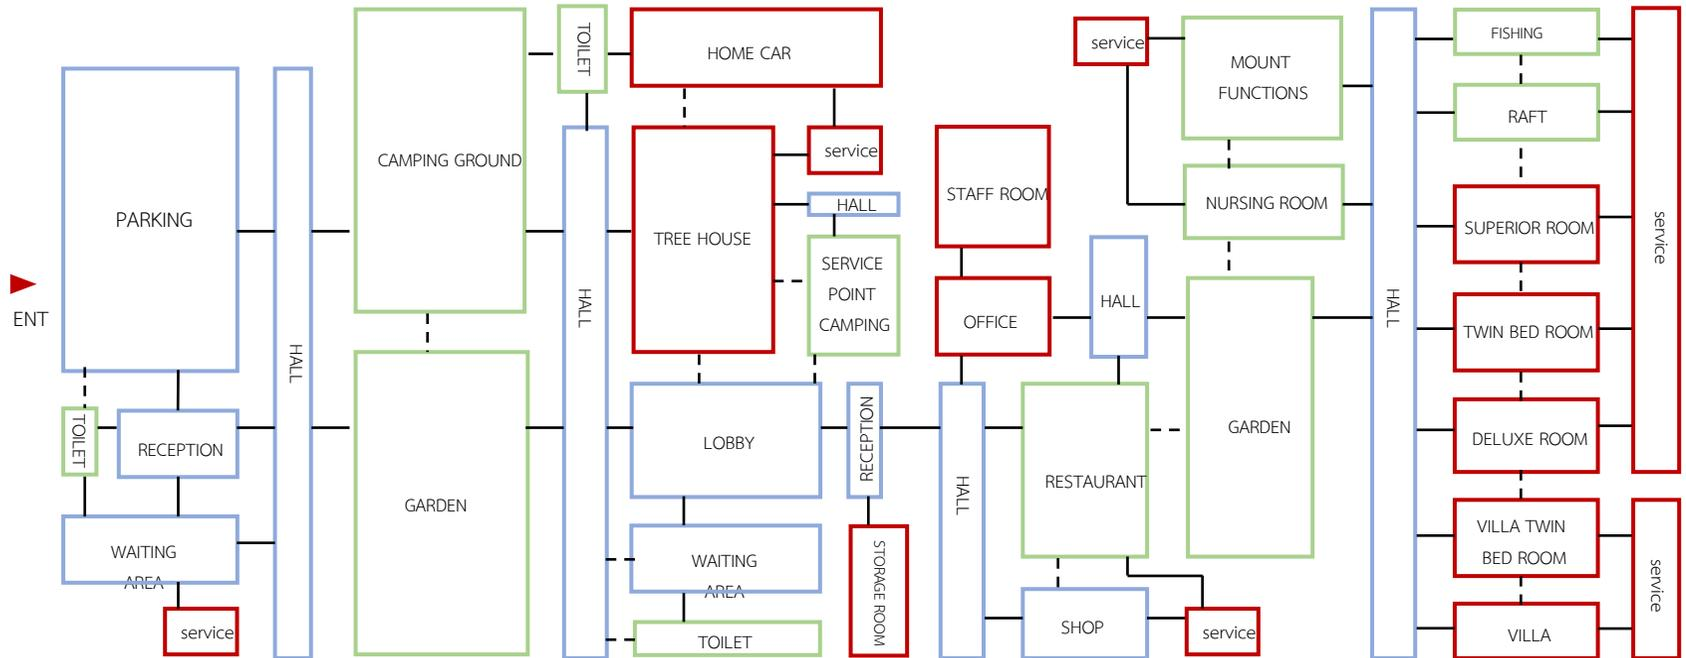 ENT
PARKING
TOILET
RECEPTION
WAITING
AREA
service
HALL
CAMPING GROUND
GARDEN
TOILET
HALL
HOME CAR
TREE HOUSE
service
HALL
SERVICE
POINT
CAMPING
LOBBY
WAITING
AREA
TOILET
RECEPTION
STORAGE ROOM
STAFF ROOM
OFFICE
HALL
HALL
RESTAURANT
SHOP
service
service
MOUNT
FUNCTIONS
NURSING ROOM
GARDEN
HALL
FISHING
RAFT
SUPERIOR ROOM
TWIN BED ROOM
DELUXE ROOM
VILLA TWIN
BED ROOM
VILLA
service
service